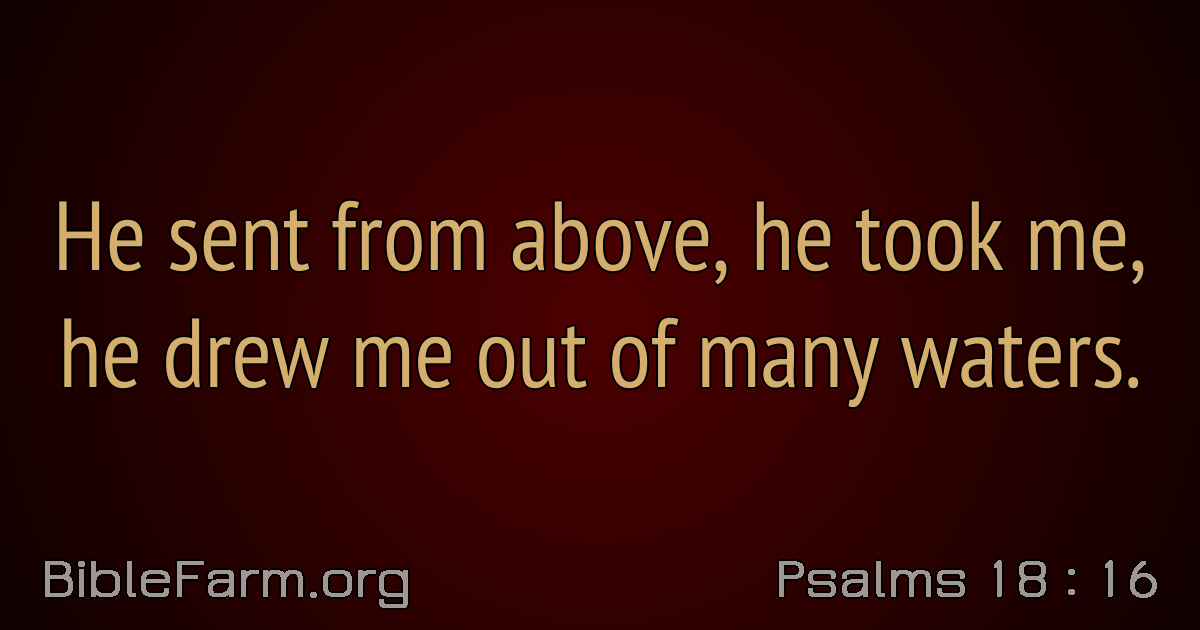 He sent from above, he took me,
he drew me out of many waters.
BibleFarm.org
Psalms 18 : 16